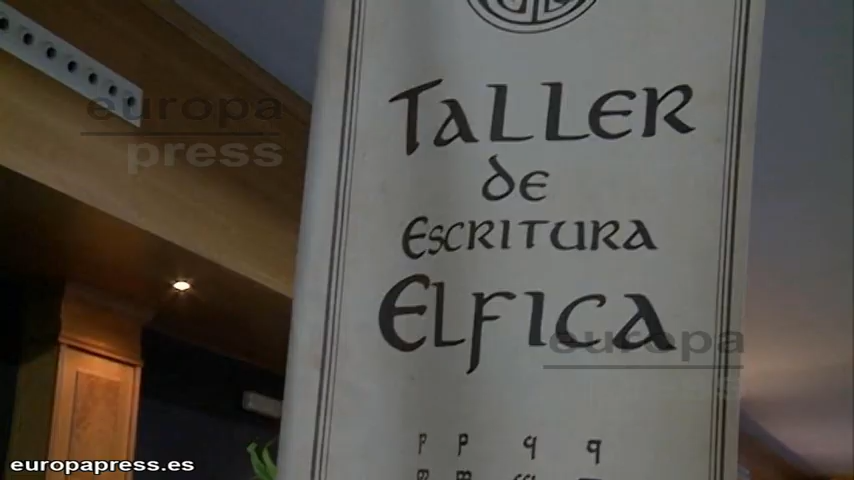 europa
press
TALLER
DE
ESCRITURA
ELFICA
europa
europapress.es